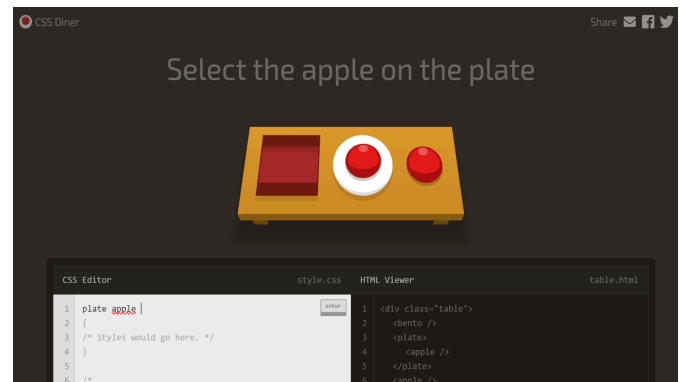 CSS Diner
Share
Select the apple on the plate
CSS Editor style.css
HTML Viewer table.html
1 plate apple
2 {
3 /* Styles would go here. */
4 }
5
6 /*
enter
1 <div class="table">
2 <bento />
3 <plate>
4 <apple />
5 </plate>
6 <apple />